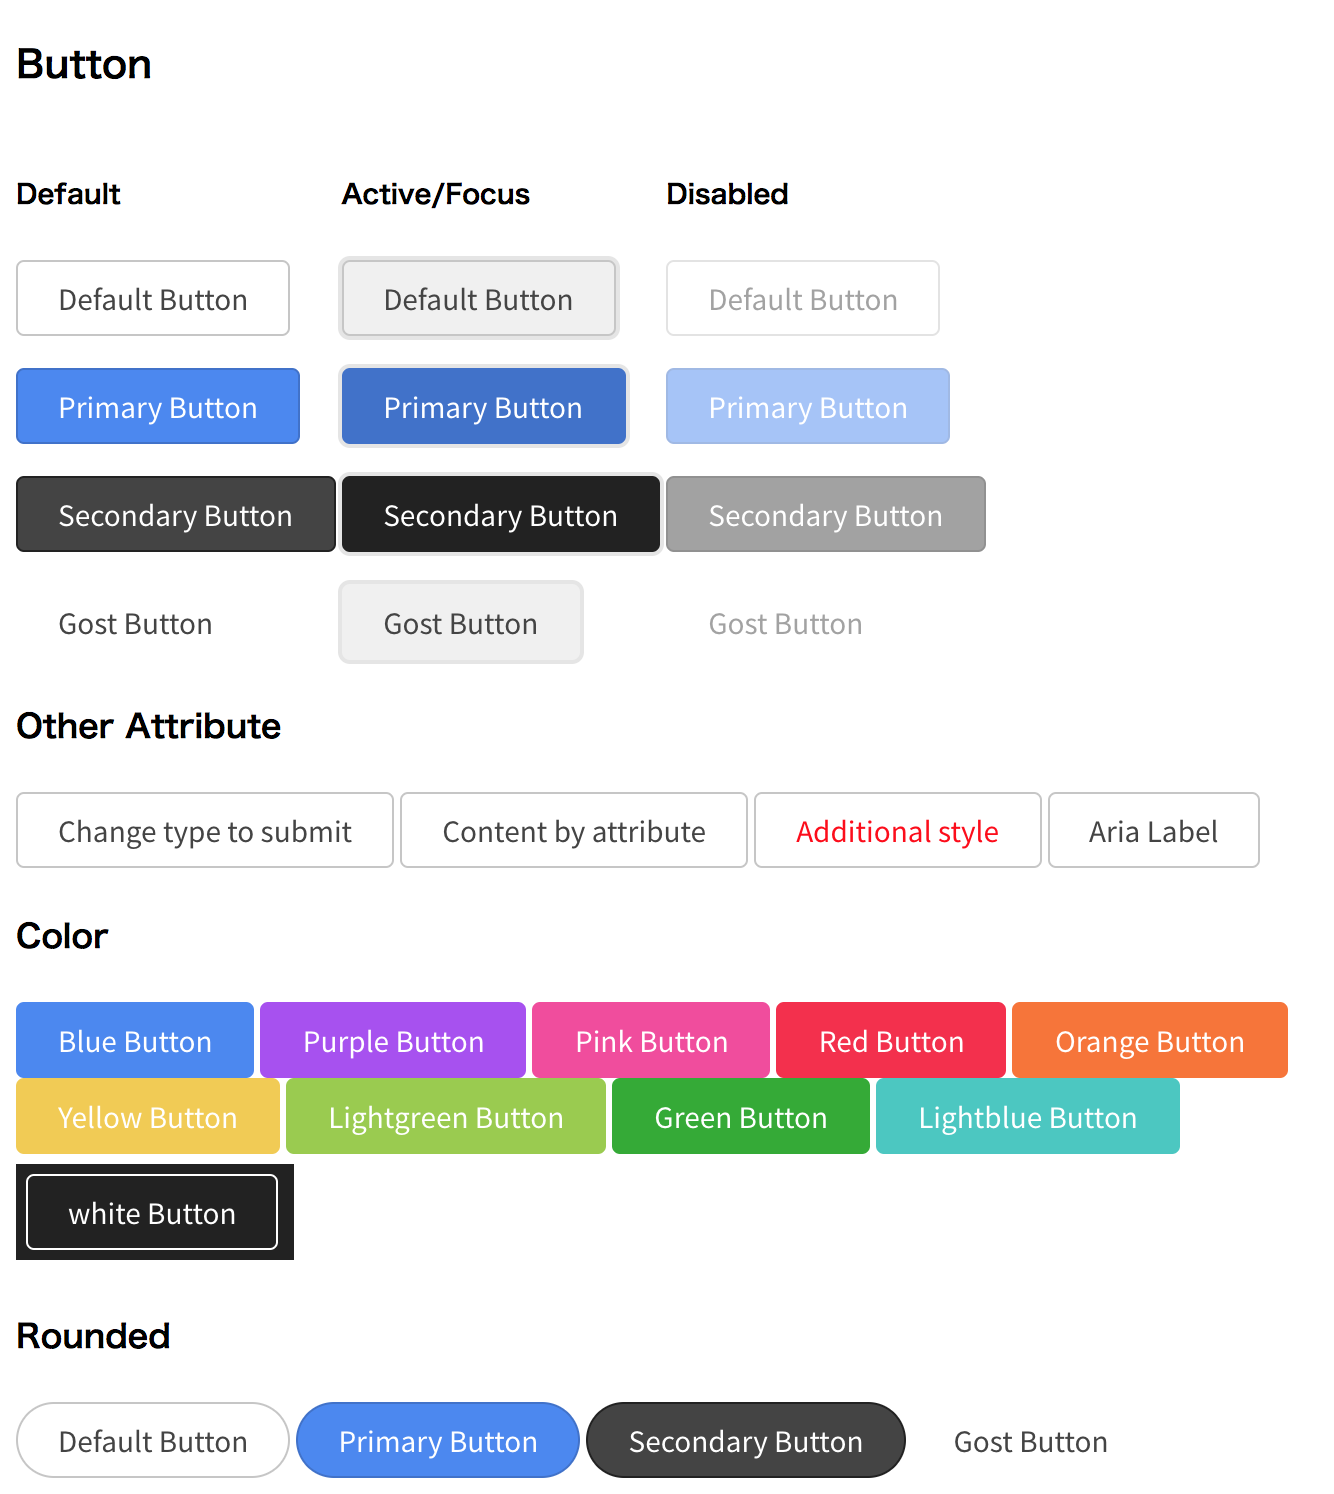 Button
Default Active/Focus Disabled
Default Button Default Button Default Button
Primary Button Primary Button Primary Button
Secondary Button Secondary Button Secondary Button
Gost Button Gost Button Gost Button
Other Attribute
Change type to submit Content by attribute Additional style Aria Label
Color
Blue Button Purple Button Pink Button Red Button Orange Button
Yellow Button Lightgreen Button Green Button Lightblue Button
white Button
Rounded
Default Button Primary Button Secondary Button Gost Button